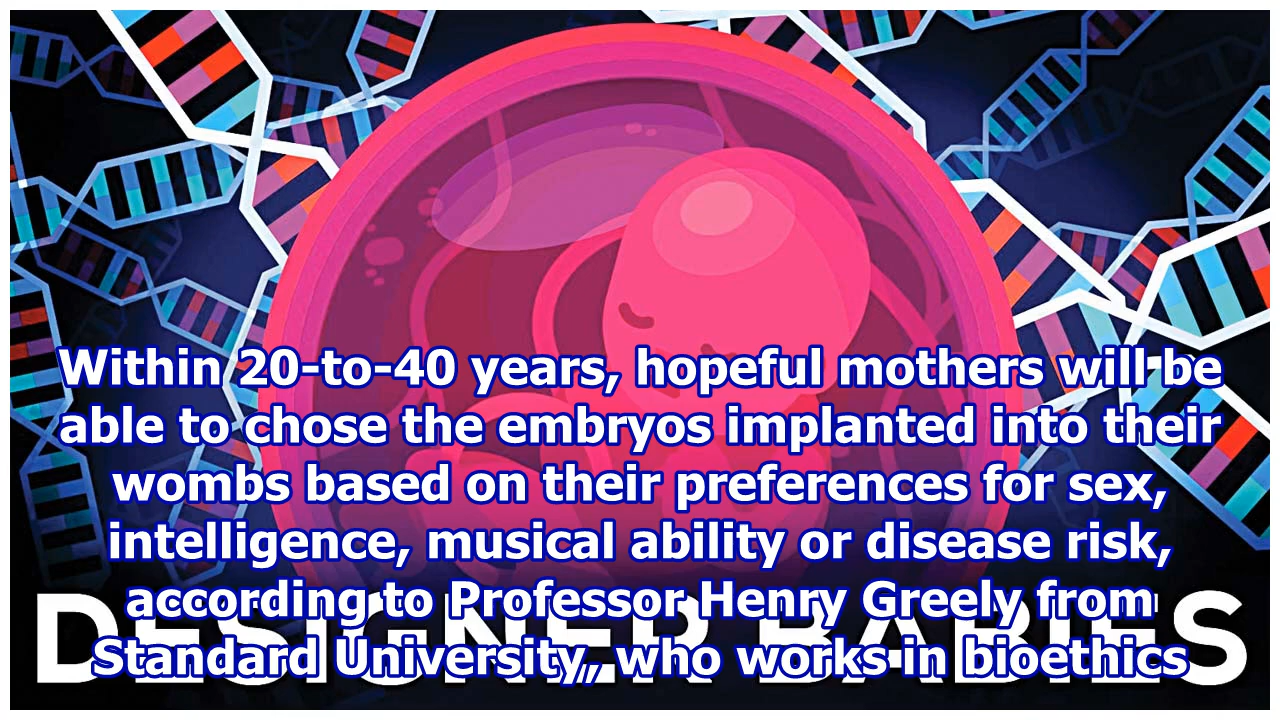 Within 20-to-40 years, hopeful mothers will be
able to chose the embryos implanted into their
wombs based on their preferences for sex,
intelligence, musical ability or disease risk,
according to Professor Henry Greely from
Standard University, who works in bioethics
DESIGNER BABIES